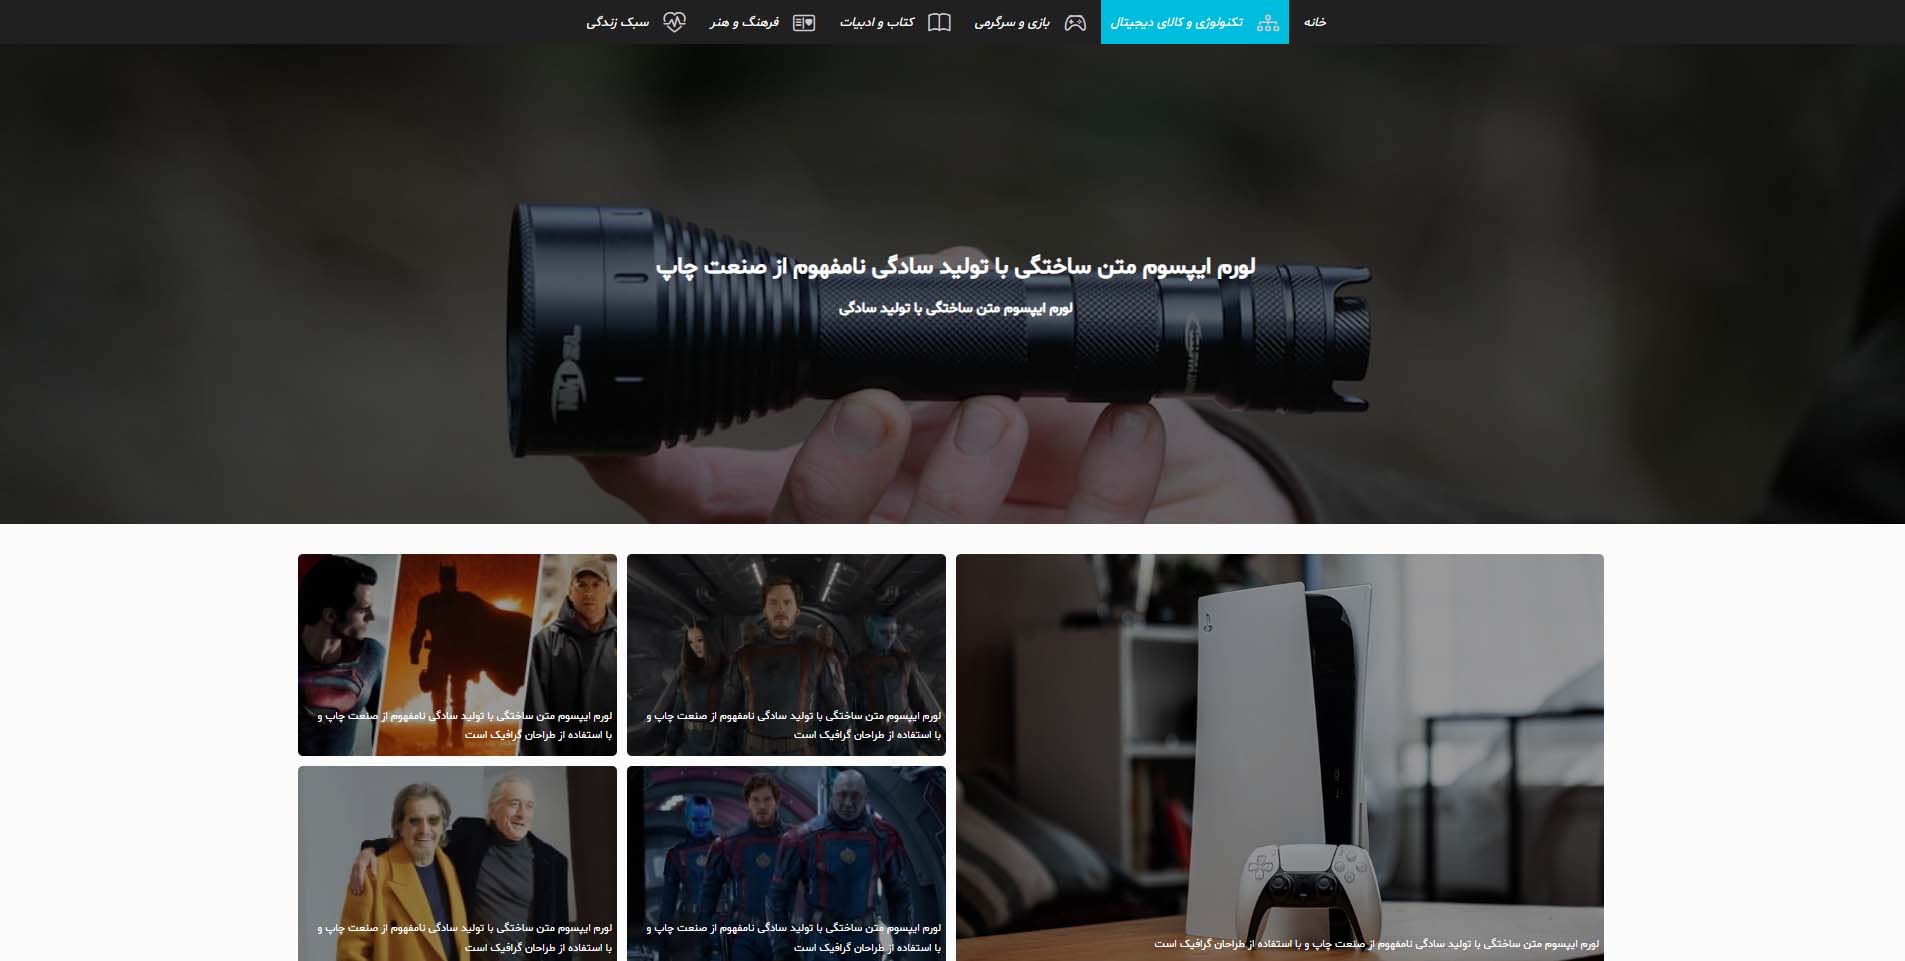 خانه
تکنولوژی و کالای دیجیتال
بازی و سرگرمی
کتاب و ادبیات
فرهنگ و هنر
سبک زندگی
لورم ایپسوم متن ساختگی با تولید سادگی نامفهوم از صنعت چاپ
لورم ایپسوم متن ساختگی با تولید سادگی
لورم ایپسوم متن ساختگی با تولید سادگی نامفهوم از صنعت چاپ و با استفاده از طراحان گرافیک است
لورم ایپسوم متن ساختگی با تولید سادگی نامفهوم از صنعت چاپ و
با استفاده از طراحان گرافیک است
لورم ایپسوم متن ساختگی با تولید سادگی نامفهوم از صنعت چاپ و
با استفاده از طراحان گرافیک است
لورم ایپسوم متن ساختگی با تولید سادگی نامفهوم از صنعت چاپ و
با استفاده از طراحان گرافیک است
لورم ایپسوم متن ساختگی با تولید سادگی نامفهوم از صنعت چاپ و
با استفاده از طراحان گرافیک است